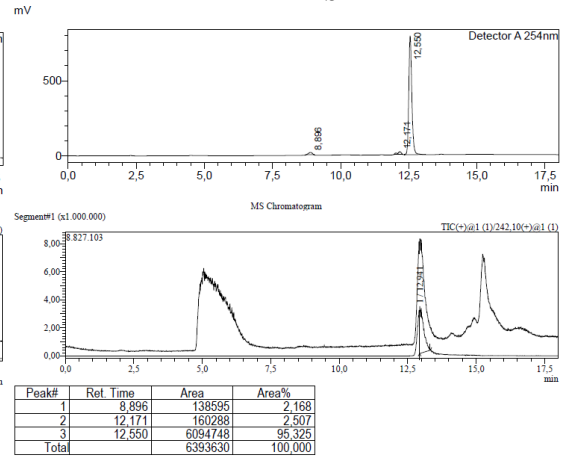 mV
Detector A 254nm
500
0
8,896
12,171
12,550
0,0 2,5 5,0 7,5 10,0 12,5 15,0 17,5
min
MS Chromatogram
Segment#1 (x1.000.000)
TIC(+)@1 (1)/242,10(+)@1 (1)
8.827.103
8,00
6,00
4,00
2,00
0,00
1 / 12,941
0,0 2,5 5,0 7,5 10,0 12,5 15,0 17,5
min
Peak# Ret. Time Area Area%
1 8,896 138595 2,168
2 12,171 160288 2,507
3 12,550 6094748 95,325
Total 6393630 100,000